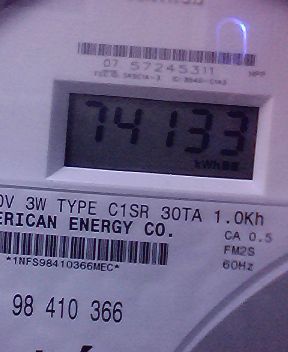 07 57245311
74133
kWh
0V 3W TYPE C1SR 30TA 1.0Kh
ERICAN ENERGY CO.
CA 0.5
FM2S
60Hz
*1NFS98410366MEC*
98 410 366